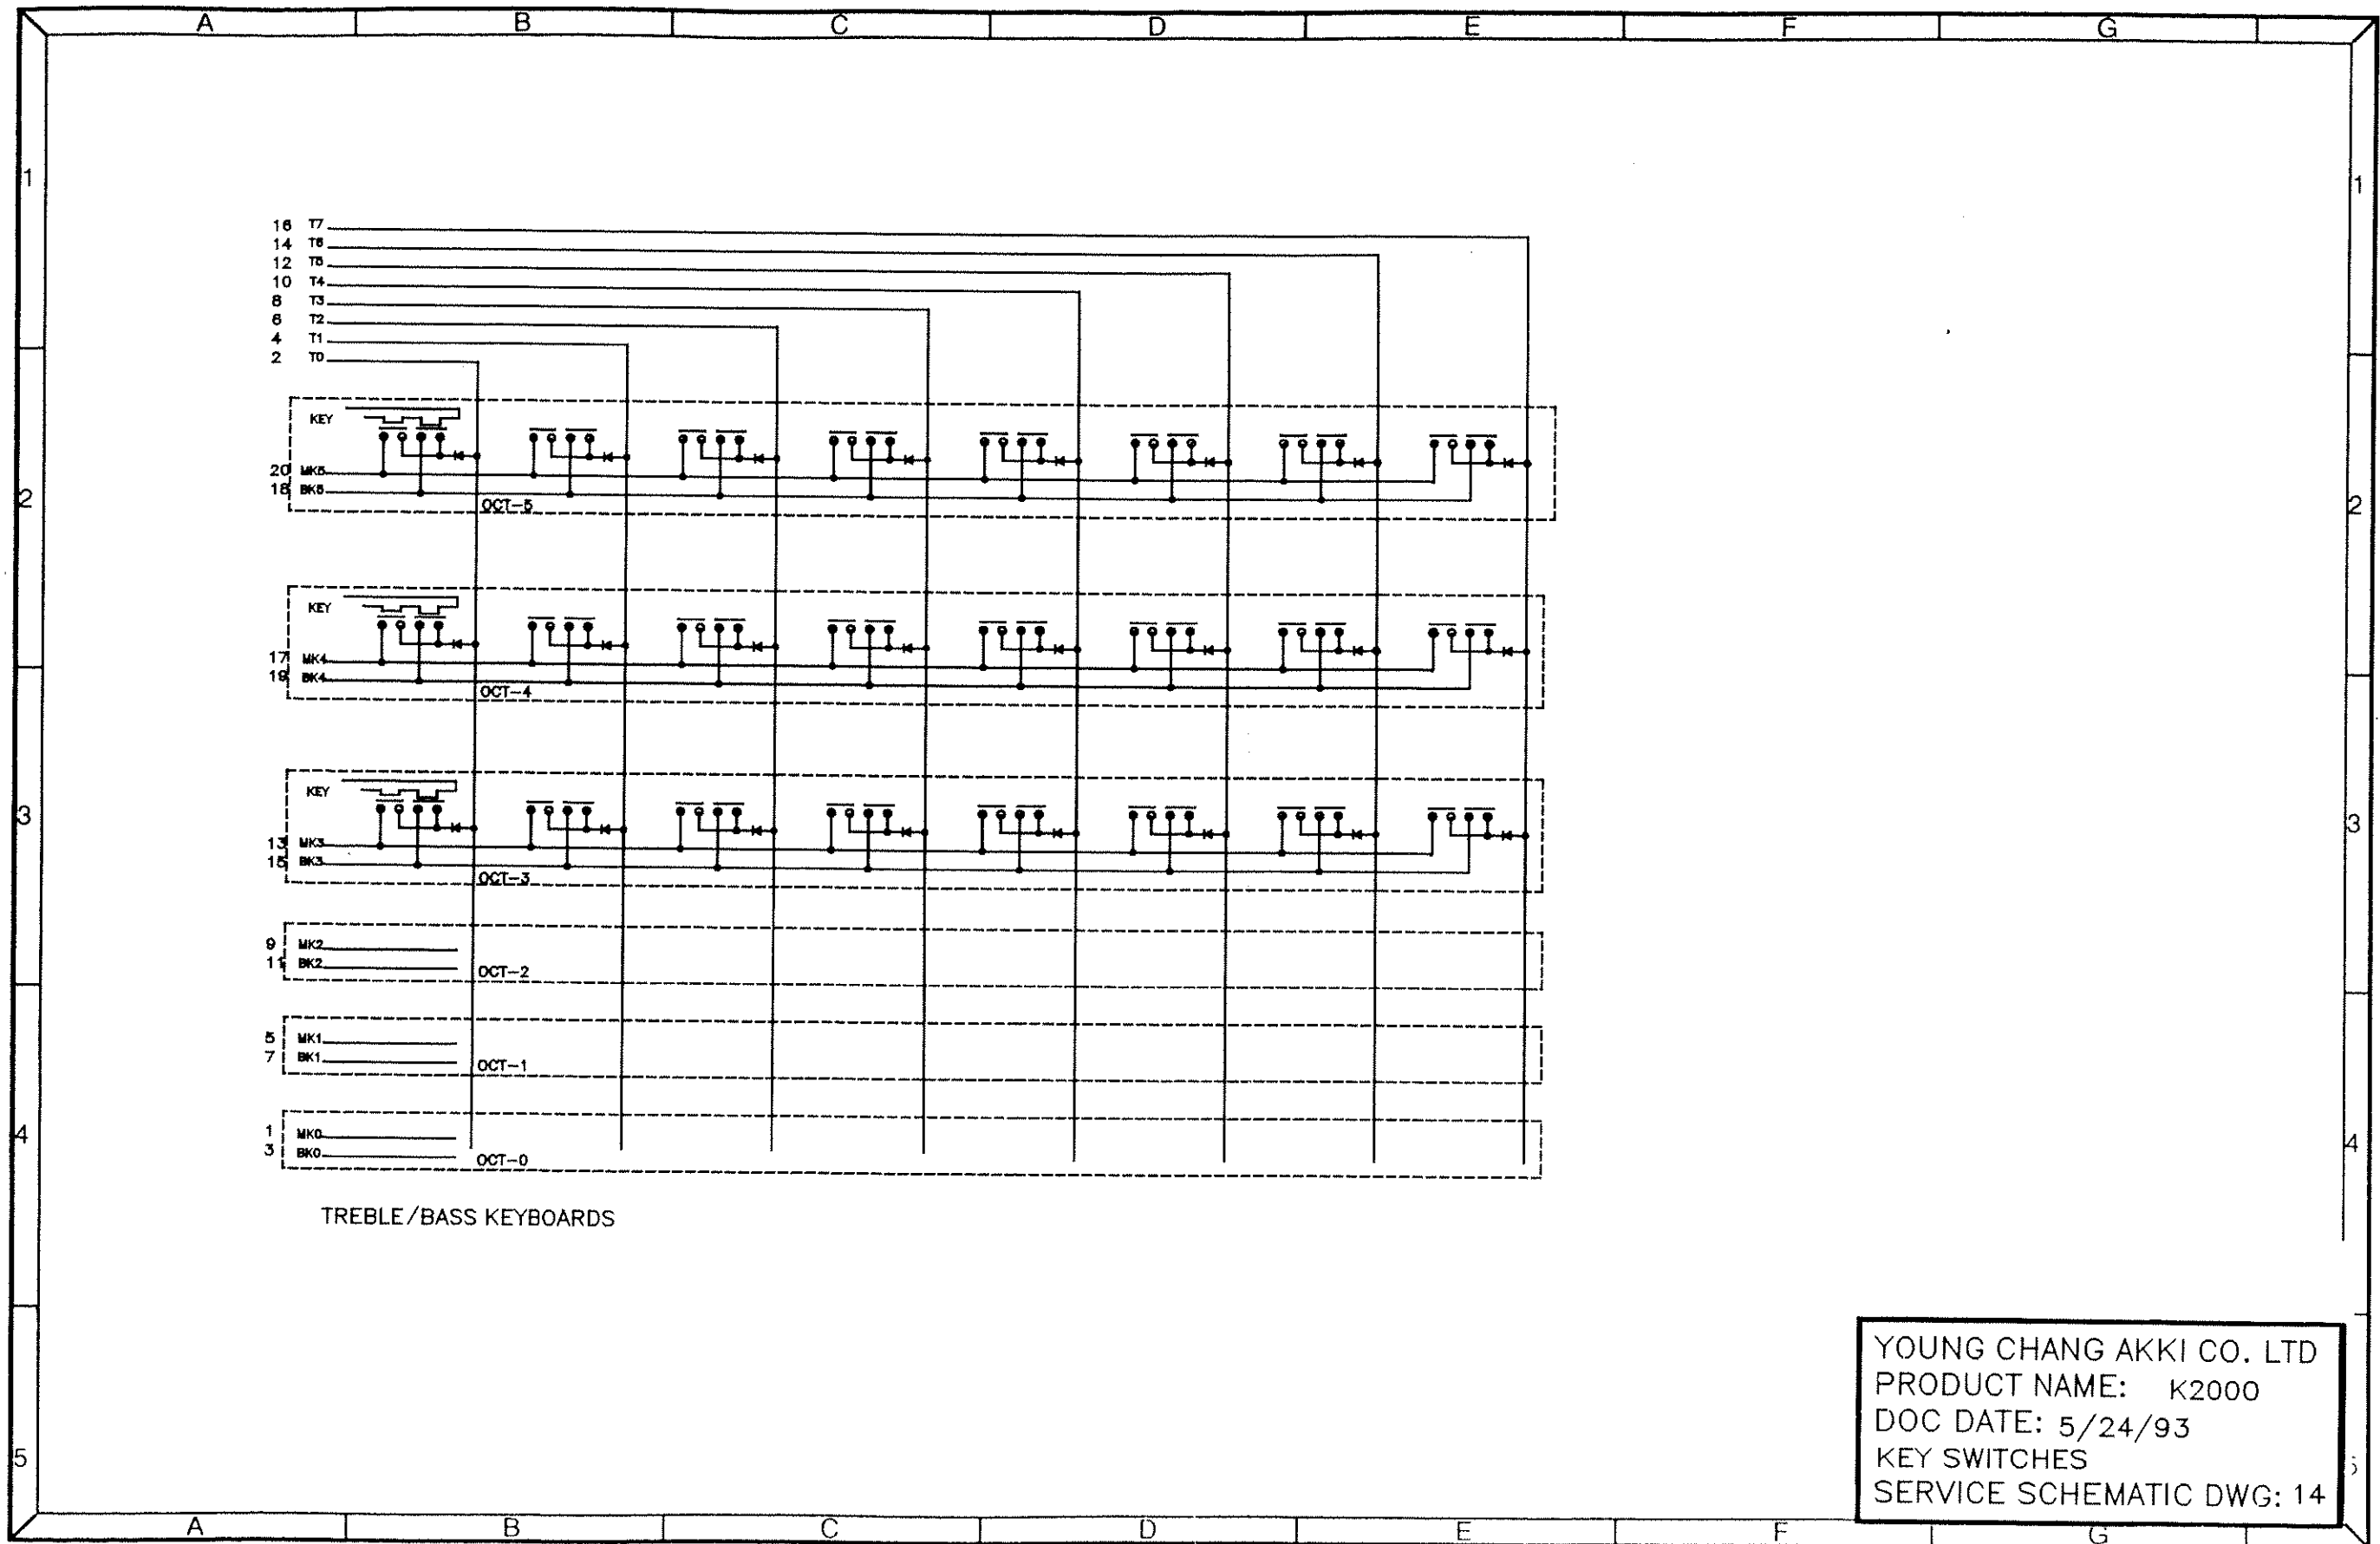 A B C D E F G
1 1
16 T7
14 T6
12 T5
10 T4
8 T3
6 T2
4 T1
2 T0
KEY
20 MK5
18 BK5
OCT-5
2 2
KEY
17 MK4
19 BK4
OCT-4
KEY
13 MK3
15 BK3
OCT-3
3 3
9 MK2
11 BK2
OCT-2
5 MK1
7 BK1
OCT-1
4 4
1 MK0
3 BK0
OCT-0
TREBLE/BASS KEYBOARDS
YOUNG CHANG AKKI CO. LTD
PRODUCT NAME: K2000
DOC DATE: 5/24/93
KEY SWITCHES
SERVICE SCHEMATIC DWG: 14
5 5
A B C D E F G